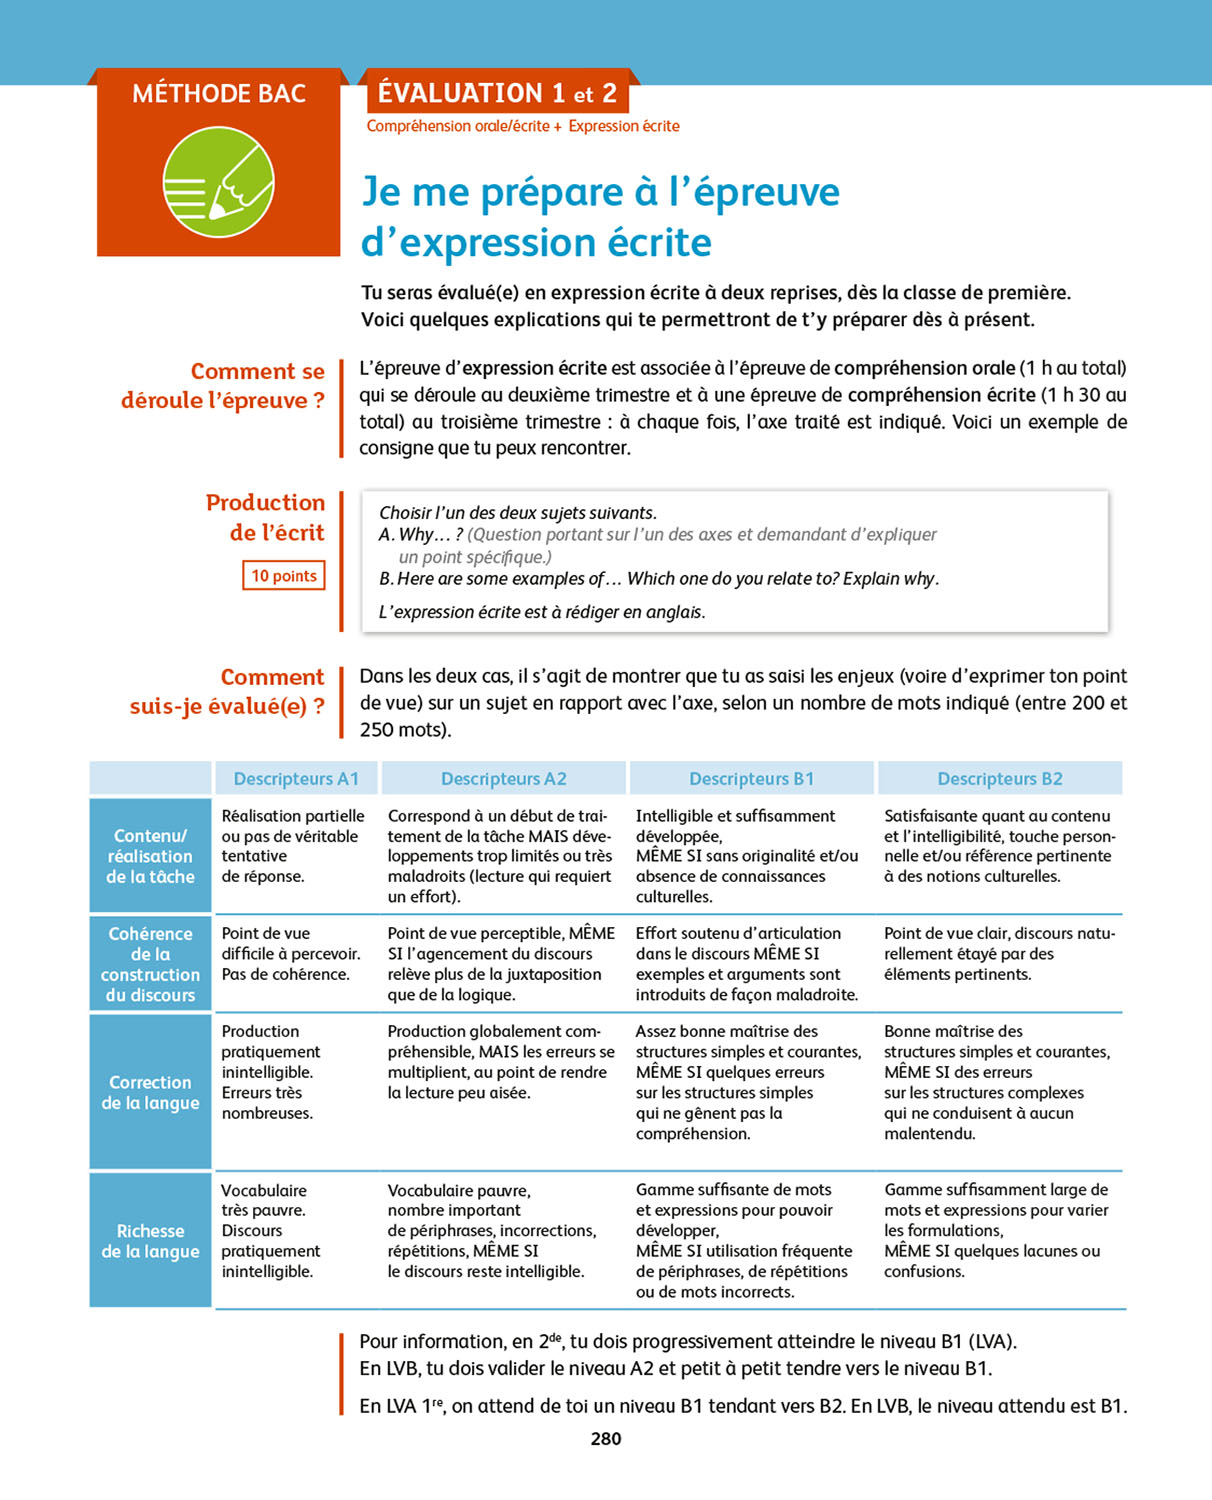 MÉTHODE BAC
ÉVALUATION 1 et 2
Compréhension orale/écrite + Expression écrite
Je me prépare à l’épreuve
d’expression écrite
Tu seras évalué(e) en expression écrite à deux reprises, dès la classe de première.
Voici quelques explications qui te permettront de t’y préparer dès à présent.
Comment se
déroule l’épreuve ?
L’épreuve d’expression écrite est associée à l’épreuve de compréhension orale (1 h au total)
qui se déroule au deuxième trimestre et à une épreuve de compréhension écrite (1 h 30 au
total) au troisième trimestre : à chaque fois, l’axe traité est indiqué. Voici un exemple de
consigne que tu peux rencontrer.
Production
de l’écrit
10 points
Choisir l’un des deux sujets suivants.
A. Why… ? (Question portant sur l’un des axes et demandant d’expliquer
un point spécifique.)
B. Here are some examples of… Which one do you relate to? Explain why.
L’expression écrite est à rédiger en anglais.
Comment
suis-je évalué(e) ?
Dans les deux cas, il s’agit de montrer que tu as saisi les enjeux (voire d’exprimer ton point
de vue) sur un sujet en rapport avec l’axe, selon un nombre de mots indiqué (entre 200 et
250 mots).
Descripteurs A1
Descripteurs A2
Descripteurs B1
Descripteurs B2
Contenu/
réalisation
de la tâche
Réalisation partielle
ou pas de véritable
tentative
de réponse.
Correspond à un début de trai-
tement de la tâche MAIS déve-
loppements trop limités ou très
maladroits (lecture qui requiert
un effort).
Intelligible et suffisamment
développée,
MÊME SI sans originalité et/ou
absence de connaissances
culturelles.
Satisfaisante quant au contenu
et l’intelligibilité, touche person-
nelle et/ou référence pertinente
à des notions culturelles.
Cohérence
de la
construction
du discours
Point de vue
difficile à percevoir.
Pas de cohérence.
Point de vue perceptible, MÊME
SI l’agencement du discours
relève plus de la juxtaposition
que de la logique.
Effort soutenu d’articulation
dans le discours MÊME SI
exemples et arguments sont
introduits de façon maladroite.
Point de vue clair, discours natu-
rellement étayé par des
éléments pertinents.
Correction
de la langue
Production
pratiquement
inintelligible.
Erreurs très
nombreuses.
Production globalement com-
préhensible, MAIS les erreurs se
multiplient, au point de rendre
la lecture peu aisée.
Assez bonne maîtrise des
structures simples et courantes,
MÊME SI quelques erreurs
sur les structures simples
qui ne gênent pas la
compréhension.
Bonne maîtrise des
structures simples et courantes,
MÊME SI des erreurs
sur les structures complexes
qui ne conduisent à aucun
malentendu.
Richesse
de la langue
Vocabulaire
très pauvre.
Discours
pratiquement
inintelligible.
Vocabulaire pauvre,
nombre important
de périphrases, incorrections,
répétitions, MÊME SI
le discours reste intelligible.
Gamme suffisante de mots
et expressions pour pouvoir
développer,
MÊME SI utilisation fréquente
de périphrases, de répétitions
ou de mots incorrects.
Gamme suffisamment large de
mots et expressions pour varier
les formulations,
MÊME SI quelques lacunes ou
confusions.
Pour information, en 2de, tu dois progressivement atteindre le niveau B1 (LVA).
En LVB, tu dois valider le niveau A2 et petit à petit tendre vers le niveau B1.
En LVA 1re, on attend de toi un niveau B1 tendant vers B2. En LVB, le niveau attendu est B1.
280